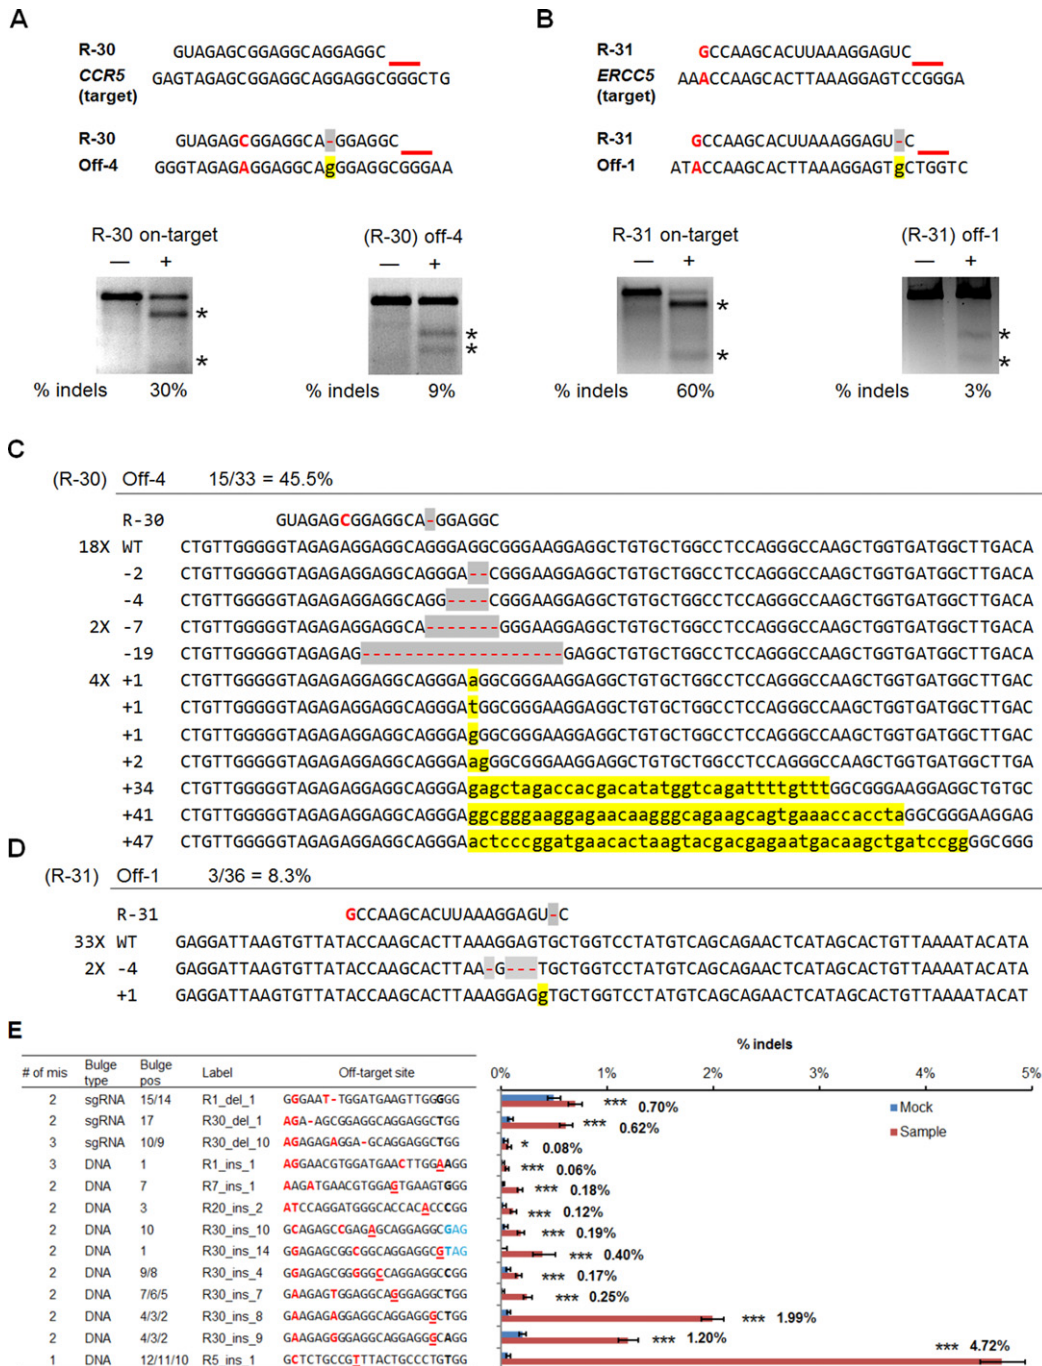 A
R-30 GUAGAGCGGAGGCAGGAGGC
CCR5 GAGTAGAGCGGAGGCAGGAGGCGGGCTG
(target)
R-30 GUAGAGCGGAGGCA-GGAGGC
Off-4 GGGTAGAGAGGAGGCAgGGAGGCGGGAA
R-30 on-target (R-30) off-4
— + — +
*
*
*
*
% indels 30% % indels 9%
B
R-31 GCCAAGCACUUAAAGGAGUC
ERCC5 AAACCAAGCACTTAAAGGAGTCCGGGA
(target)
R-31 GCCAAGCACUUAAAGGAGU-C
Off-1 ATACCAAGCACTTAAAGGAGTgCTGGTC
R-31 on-target (R-31) off-1
— + — +
*
*
*
*
% indels 60% % indels 3%
C
(R-30) Off-4 15/33 = 45.5%
R-30 GUAGAGCGGAGGCA-GGAGGC
18X WT CTGTTGGGGGTAGAGAGGAGGCAGGGAGGCGGGAAGGAGGCTGTGCTGGCCTCCAGGGCCAAGCTGGTGATGGCTTGACA
-2 CTGTTGGGGGTAGAGAGGAGGCAGGGA--CGGGAAGGAGGCTGTGCTGGCCTCCAGGGCCAAGCTGGTGATGGCTTGACA
-4 CTGTTGGGGGTAGAGAGGAGGCAGG----CGGGAAGGAGGCTGTGCTGGCCTCCAGGGCCAAGCTGGTGATGGCTTGACA
2X -7 CTGTTGGGGGTAGAGAGGAGGCA-------GGGAAGGAGGCTGTGCTGGCCTCCAGGGCCAAGCTGGTGATGGCTTGACA
-19 CTGTTGGGGGTAGAGAG-------------------GAGGCTGTGCTGGCCTCCAGGGCCAAGCTGGTGATGGCTTGACA
4X +1 CTGTTGGGGGTAGAGAGGAGGCAGGGAaGGCGGGAAGGAGGCTGTGCTGGCCTCCAGGGCCAAGCTGGTGATGGCTTGAC
+1 CTGTTGGGGGTAGAGAGGAGGCAGGGAtGGCGGGAAGGAGGCTGTGCTGGCCTCCAGGGCCAAGCTGGTGATGGCTTGAC
+1 CTGTTGGGGGTAGAGAGGAGGCAGGGAgGGCGGGAAGGAGGCTGTGCTGGCCTCCAGGGCCAAGCTGGTGATGGCTTGAC
+2 CTGTTGGGGGTAGAGAGGAGGCAGGGAagGGCGGGAAGGAGGCTGTGCTGGCCTCCAGGGCCAAGCTGGTGATGGCTTGA
+34 CTGTTGGGGGTAGAGAGGAGGCAGGGAgagctagaccacgacatatggtcagattttgtttGGCGGGAAGGAGGCTGTGC
+41 CTGTTGGGGGTAGAGAGGAGGCAGGGAggcgggaaggagaacaagggcagaagcagtgaaaccacctaGGCGGGAAGGAG
+47 CTGTTGGGGGTAGAGAGGAGGCAGGGAactcccggatgaacactaagtacgacgagaatgacaagctgatccggGGCGGG
D
(R-31) Off-1 3/36 = 8.3%
R-31 GCCAAGCACUUAAAGGAGU-C
33X WT GAGGATTAAGTGTTATACCAAGCACTTAAAGGAGTGCTGGTCCTATGTCAGCAGAACTCATAGCACTGTTAAAATACATA
2X -4 GAGGATTAAGTGTTATACCAAGCACTTAA-G---TGCTGGTCCTATGTCAGCAGAACTCATAGCACTGTTAAAATACATA
+1 GAGGATTAAGTGTTATACCAAGCACTTAAAGGAGgTGCTGGTCCTATGTCAGCAGAACTCATAGCACTGTTAAAATACAT
E
% indels
# of mis Bulge type Bulge pos Label Off-target site 0% 1% 2% 3% 4% 5%
Mock
Sample
2 sgRNA 15/14 R1_del_1 GGGAAT-TGGATGAAGTTGGGGG *** 0.70%
2 sgRNA 17 R30_del_1 AGA-AGCGGAGGCAGGAGGCTGG *** 0.62%
3 sgRNA 10/9 R30_del_10 AGAGAGAGGA-GCAGGAGGCTGG * 0.08%
3 DNA 1 R1_ins_1 AGGAACGTGGATGAACTTGGAAGG *** 0.06%
2 DNA 7 R7_ins_1 AAGATGAACGTGGAGTGAAGTGGG *** 0.18%
2 DNA 3 R20_ins_2 ATCCAGGATGGGCACCACACCCGG *** 0.12%
2 DNA 10 R30_ins_10 GCAGAGCCGAGAGCAGGAGGCGAG *** 0.19%
2 DNA 1 R30_ins_14 GGAGAGCGGCGGCAGGAGGCGTAG *** 0.40%
2 DNA 9/8 R30_ins_4 GGAGAGCGGGGCCAGGAGGCCGG *** 0.17%
2 DNA 7/6/5 R30_ins_7 GAAGAGTGGAGGCAGGGAGGCTGG *** 0.25%
2 DNA 4/3/2 R30_ins_8 GAAGAGAGGAGGCAGGAGGGCTGG *** 1.99%
2 DNA 4/3/2 R30_ins_9 GAAGAGGGGAGGCAGGAGGGCAGG *** 1.20%
1 DNA 12/11/10 R5_ins_1 GCTCTGCCGTTTACTGCCCTGTGG *** 4.72%